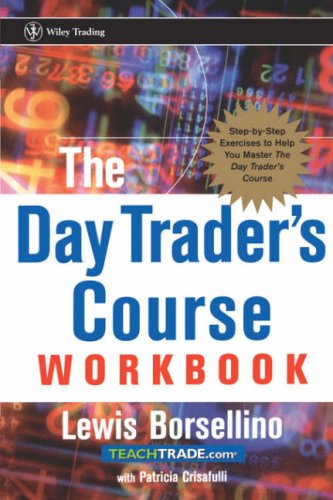 Wiley Trading
Step-by-Step
Exercises to Help
You Master The
Day Trader's
Course
The
Day Trader's
Course
WORKBOOK
Lewis Borsellino
TEACHTRADE.com®
with Patricia Crisafulli